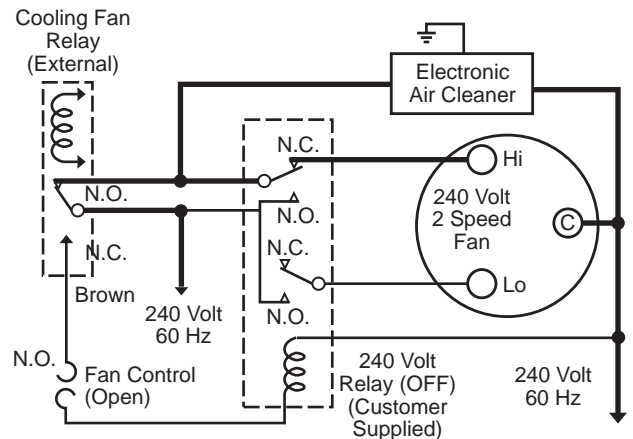 Cooling Fan
Relay
(External)
Electronic
Air Cleaner
N.C.
Hi
N.O.
240 Volt
2 Speed
Fan
C
N.O.
N.C.
N.C.
Lo
Brown
240 Volt
60 Hz
N.O.
N.O.
Fan Control
(Open)
240 Volt
Relay (OFF)
(Customer
Supplied)
240 Volt
60 Hz